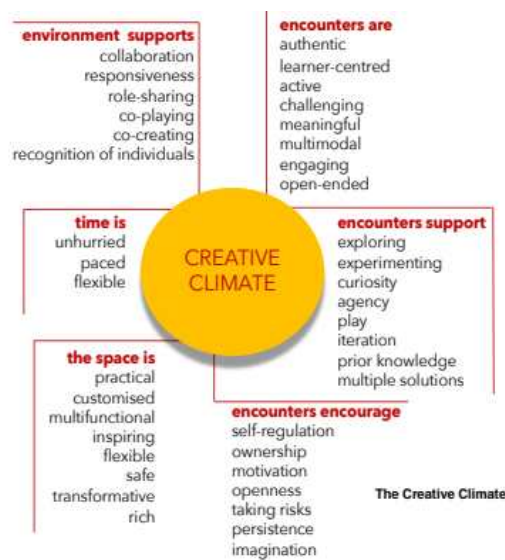 environment supports
collaboration
responsiveness
role-sharing
co-playing
co-creating
recognition of individuals
encounters are
authentic
learner-centred
active
challenging
meaningful
multimodal
engaging
open-ended
time is
unhurried
paced
flexible
CREATIVE
CLIMATE
encounters support
exploring
experimenting
curiosity
agency
play
iteration
prior knowledge
multiple solutions
the space is
practical
customised
multifunctional
inspiring
flexible
safe
transformative
rich
encounters encourage
self-regulation
ownership
motivation
openness
taking risks
persistence
imagination
The Creative Climate